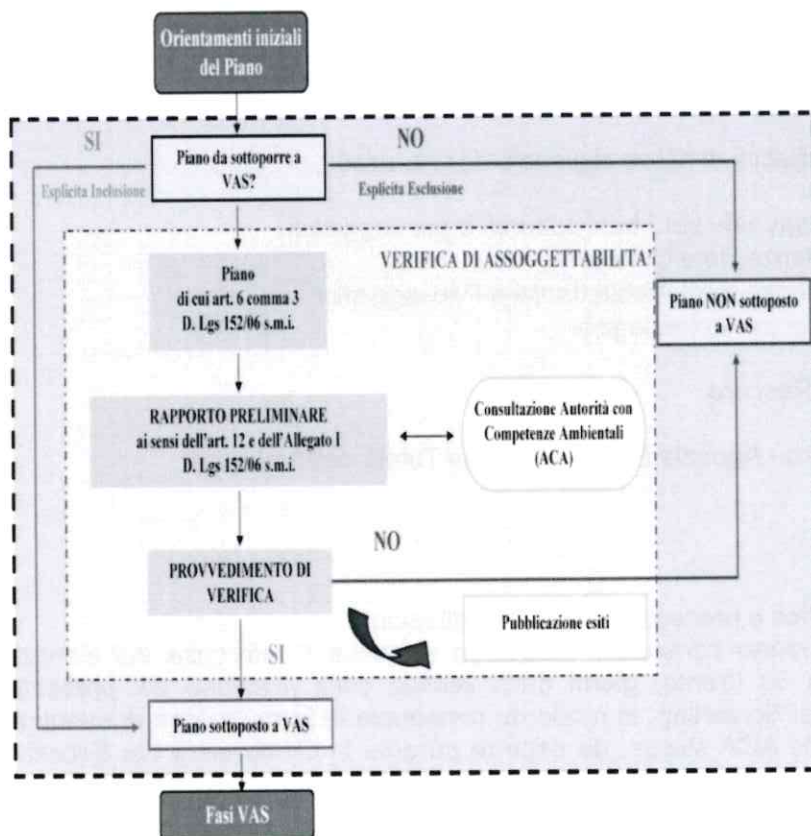 Orientamenti iniziali
del Piano
SI
NO
Piano da sottoporre a
VAS?
Esplicita Inclusione
Esplicita Esclusione
VERIFICA DI ASSOGGETTABILITA'
Piano
di cui art. 6 comma 3
D. Lgs 152/06 s.m.i.
Piano NON sottoposto
a VAS
RAPPORTO PRELIMINARE
ai sensi dell'art. 12 e dell'Allegato I
D. Lgs 152/06 s.m.i.
Consultazione Autorità con
Competenze Ambientali
(ACA)
NO
PROVVEDIMENTO DI
VERIFICA
Pubblicazione esiti
SI
Piano sottoposto a VAS
Fasi VAS